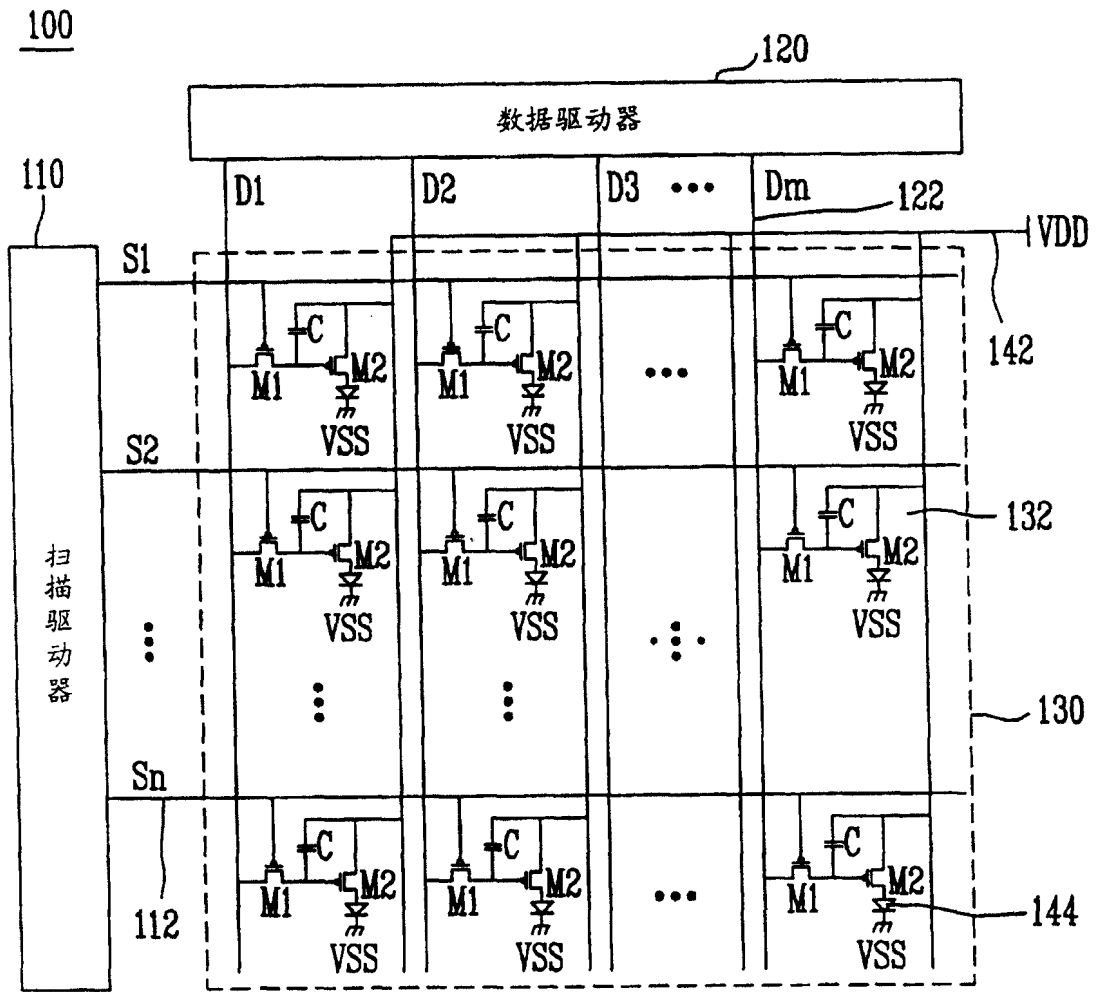 100
120
数据驱动器
110
D1 D2 D3 ••• Dm
122
VDD
S1
C C C
142
M1 M2 M1 M2 ••• M1 M2
VSS VSS VSS
S2
C C C
132
M1 M2 M1 M2 M1 M2
VSS VSS VSS
扫描驱动器
130
Sn
C C C
M1 M2 M1 M2 ••• M1 M2
144
112
VSS VSS VSS